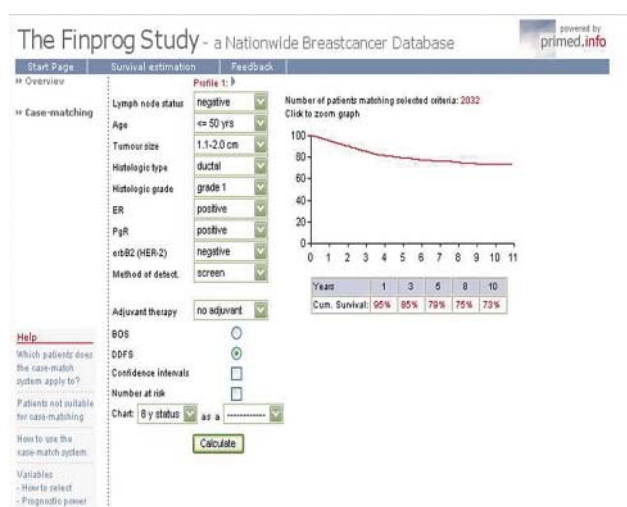 The Finprog Study - a Nationwide Breastcancer Database
powered by
primed.info
Start Page Survival estimation Feedback
» Overview
» Case-matching
Profile 1:
Lymph node status negative
Age <= 50 yrs
Tumour size 1.1-2.0 cm
Histologic type ductal
Histologic grade grade 1
ER positive
PgR positive
erbB2 (HER-2) negative
Method of detect. screen
Adjuvant therapy no adjuvant
BOS
DDFS
Confidence intervals
Number at risk
Chart: 8 y status as a ------------
Calculate
Number of patients matching selected criteria: 2032
Click to zoom graph
100
80
60
40
20
0
0 1 2 3 4 5 6 7 8 9 10 11
Years 1 3 5 8 10
Cum. Survival: 95% 85% 79% 75% 73%
Help
Which patients does
the case-match
system apply to?
Patients not suitable
for case-matching
How to use the
case-match system
Variables
- How to select
- Prognostic power